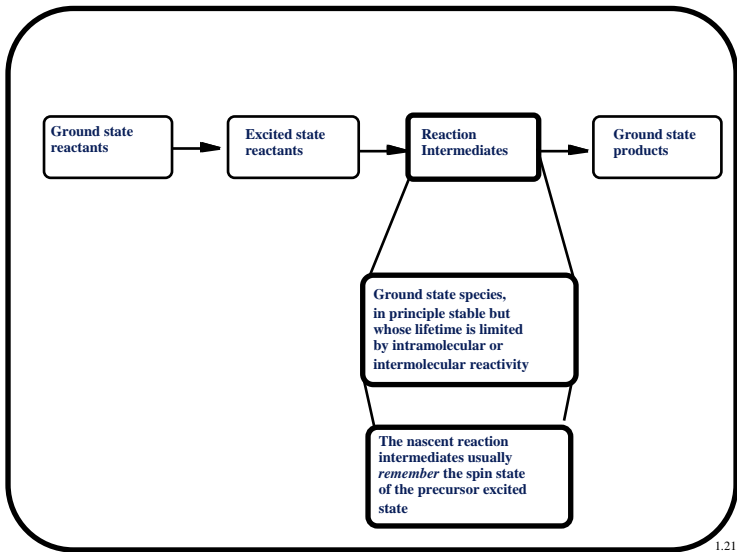 Ground state
reactants
Excited state
reactants
Reaction
Intermediates
Ground state
products
Ground state species,
in principle stable but
whose lifetime is limited
by intramolecular or
intermolecular reactivity
The nascent reaction
intermediates usually
remember the spin state
of the precursor excited
state
1.21